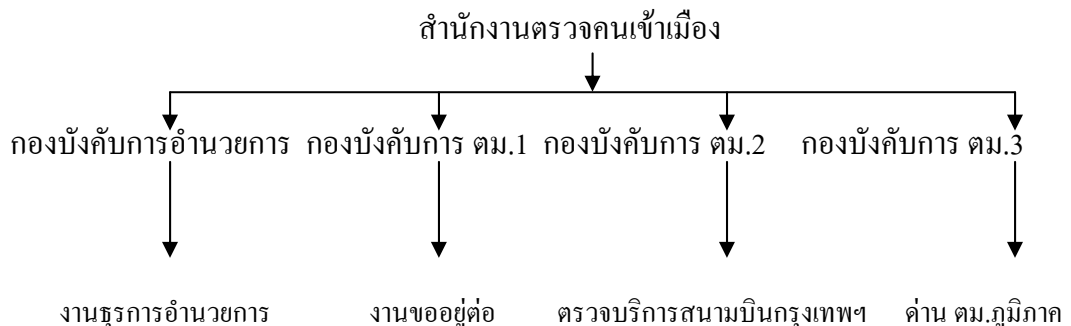 สำนักงานตรวจคนเข้าเมือง
กองบังคับการอำนวยการ กองบังคับการ ตม.1 กองบังคับการ ตม.2 กองบังคับการ ตม.3
งานธุรการอำนวยการ งานขออยู่ต่อ ตรวจบริการสนามบินกรุงเทพฯ ด่าน ตม.ภูมิภาค